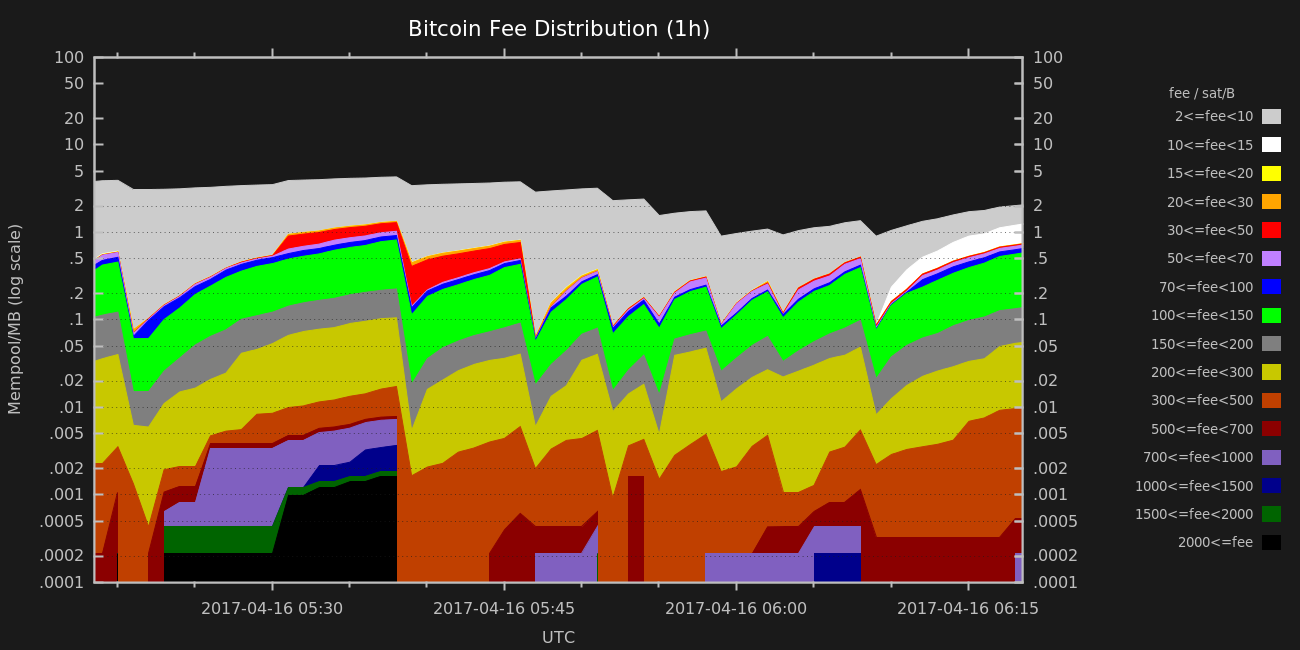 Bitcoin Fee Distribution (1h)
100
50
20
10
5
2
1
.5
.2
.1
.05
.02
.01
.005
.002
.001
.0005
.0002
.0001
Mempool/MB (log scale)
100
50
20
10
5
2
1
.5
.2
.1
.05
.02
.01
.005
.002
.001
.0005
.0002
.0001
2017-04-16 05:30
2017-04-16 05:45
2017-04-16 06:00
2017-04-16 06:15
UTC
fee / sat/B
2<=fee<10
10<=fee<15
15<=fee<20
20<=fee<30
30<=fee<50
50<=fee<70
70<=fee<100
100<=fee<150
150<=fee<200
200<=fee<300
300<=fee<500
500<=fee<700
700<=fee<1000
1000<=fee<1500
1500<=fee<2000
2000<=fee